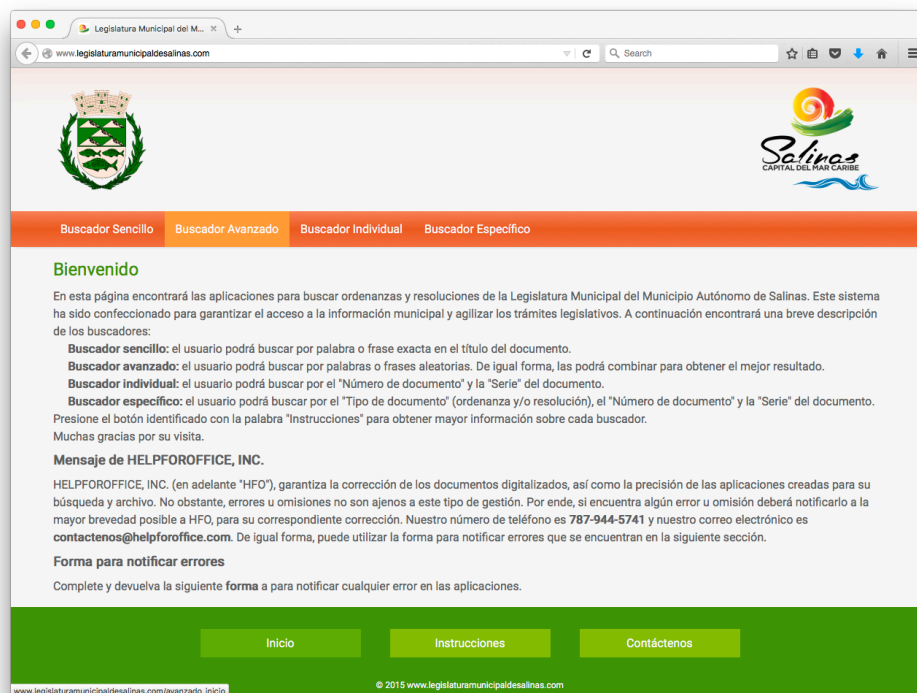 Legislatura Municipal del M...
www.legislaturamunicipaldesalinas.com
Search
Salinas
CAPITAL DEL MAR CARIBE
Buscador Sencillo
Buscador Avanzado
Buscador Individual
Buscador Específico
Bienvenido
En esta página encontrará las aplicaciones para buscar ordenanzas y resoluciones de la Legislatura Municipal del Municipio Autónomo de Salinas. Este sistema
ha sido confeccionado para garantizar el acceso a la información municipal y agilizar los trámites legislativos. A continuación encontrará una breve descripción
de los buscadores:
Buscador sencillo: el usuario podrá buscar por palabra o frase exacta en el título del documento.
Buscador avanzado: el usuario podrá buscar por palabras o frases aleatorias. De igual forma, las podrá combinar para obtener el mejor resultado.
Buscador individual: el usuario podrá buscar por el "Número de documento" y la "Serie" del documento.
Buscador específico: el usuario podrá buscar por el "Tipo de documento" (ordenanza y/o resolución), el "Número de documento" y la "Serie" del documento.
Presione el botón identificado con la palabra "Instrucciones" para obtener mayor información sobre cada buscador.
Muchas gracias por su visita.
Mensaje de HELPFOROFFICE, INC.
HELPFOROFFICE, INC. (en adelante "HFO"), garantiza la corrección de los documentos digitalizados, así como la precisión de las aplicaciones creadas para su
búsqueda y archivo. No obstante, errores u omisiones no son ajenos a este tipo de gestión. Por ende, si encuentra algún error u omisión deberá notificarlo a la
mayor brevedad posible a HFO, para su correspondiente corrección. Nuestro número de teléfono es 787-944-5741 y nuestro correo electrónico es
contactenos@helpforoffice.com. De igual forma, puede utilizar la forma para notificar errores que se encuentran en la siguiente sección.
Forma para notificar errores
Complete y devuelva la siguiente forma a para notificar cualquier error en las aplicaciones.
Inicio
Instrucciones
Contáctenos
© 2015 www.legislaturamunicipaldesalinas.com
www.legislaturamunicipaldesalinas.com/avanzado_inicio